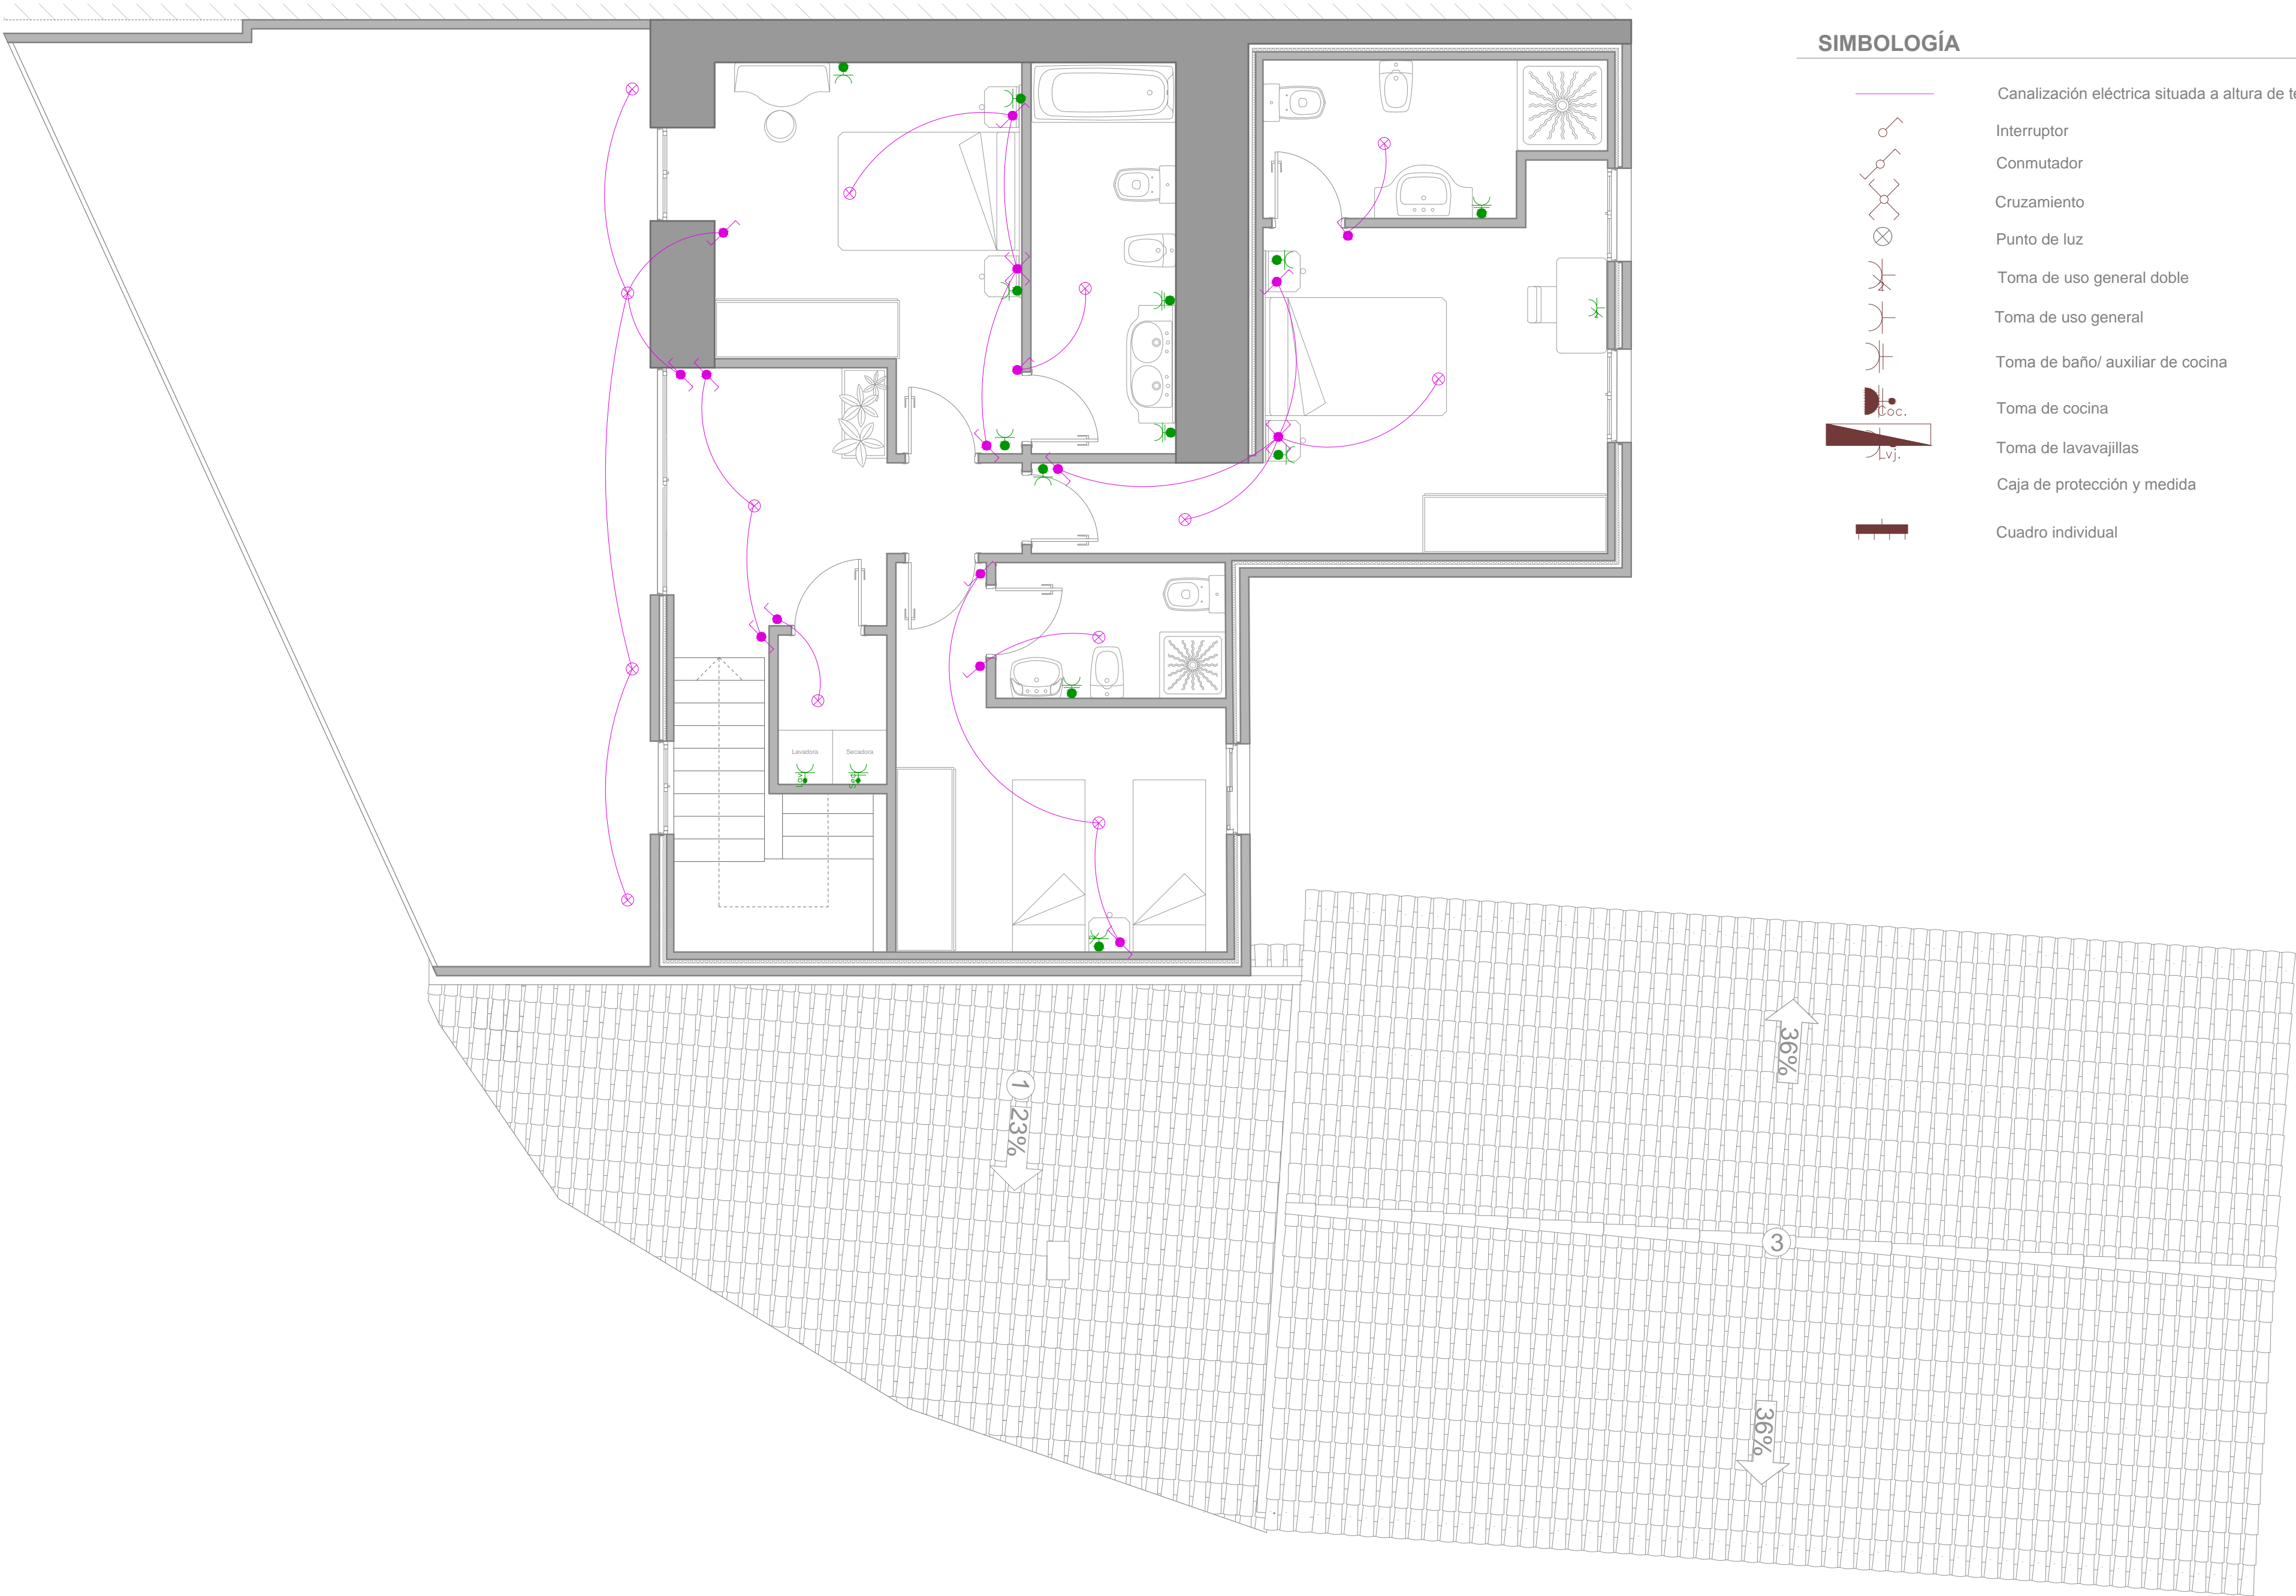 SIMBOLOGÍA
Canalización eléctrica situada a altura de te
Interruptor
Conmutador
Cruzamiento
Punto de luz
Toma de uso general doble
Toma de uso general
Toma de baño/ auxiliar de cocina
Coc.
Toma de cocina
Lvj.
Toma de lavavajillas
Caja de protección y medida
Cuadro individual
Lavadora
Secadora
Lav.
Sec.
1
23%
36%
3
36%